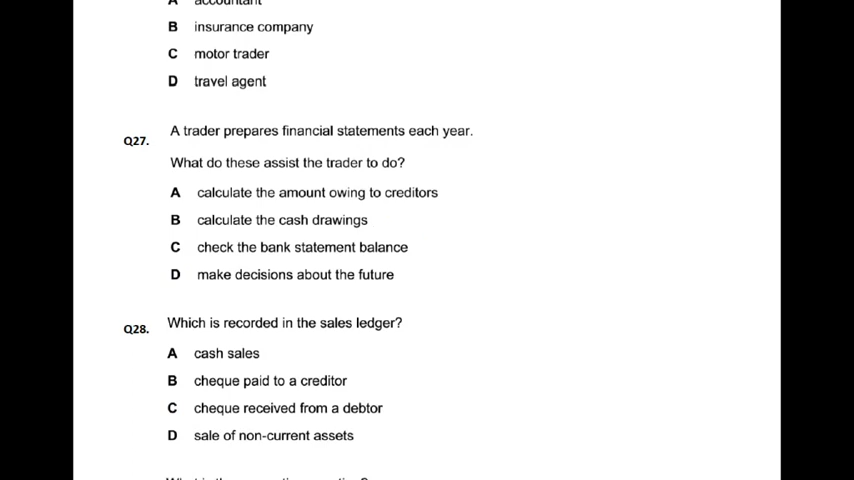 A accountant
B insurance company
C motor trader
D travel agent
Q27. A trader prepares financial statements each year.
What do these assist the trader to do?
A calculate the amount owing to creditors
B calculate the cash drawings
C check the bank statement balance
D make decisions about the future
Q28. Which is recorded in the sales ledger?
A cash sales
B cheque paid to a creditor
C cheque received from a debtor
D sale of non-current assets